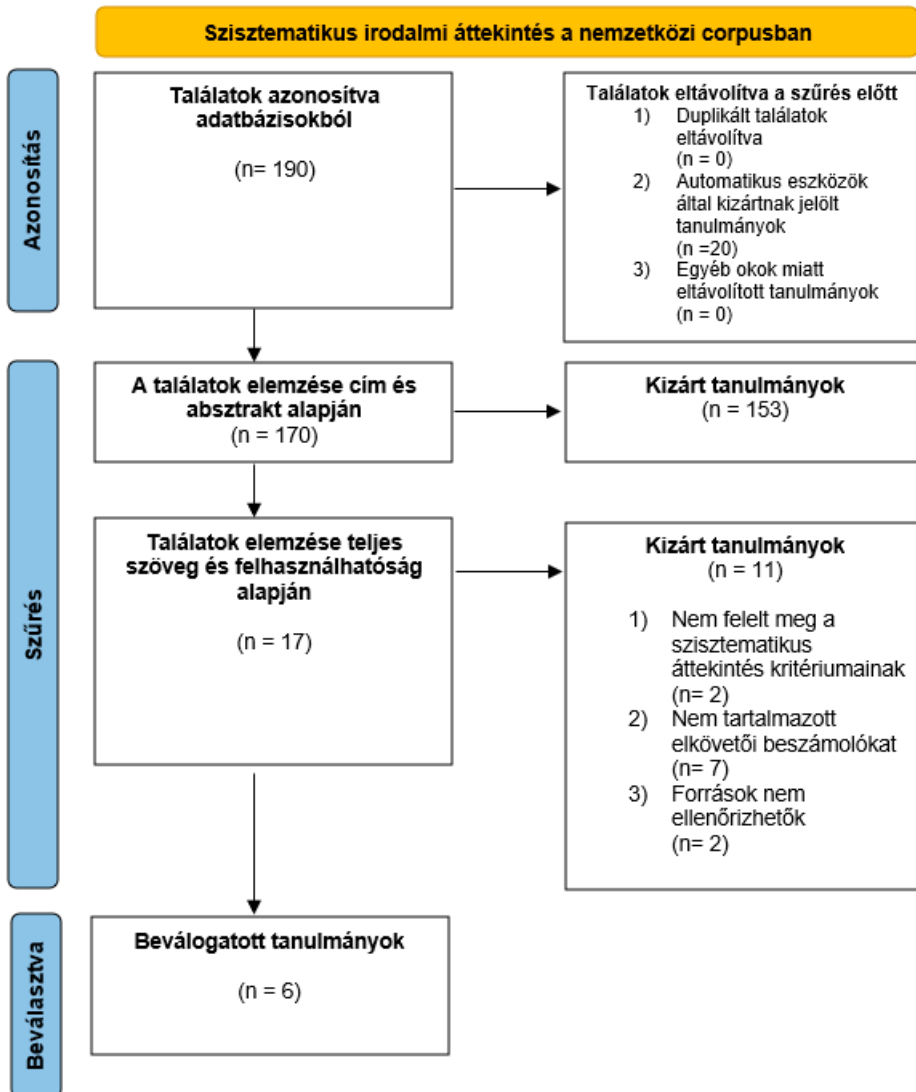 Szisztematikus irodalmi áttekintés a nemzetközi corpusban
Azonosítás
Találatok azonosítva
adatbázisokból
(n= 190)
Találatok eltávolítva a szűrés előtt
1) Duplikált találatok
eltávolítva
(n = 0)
2) Automatikus eszközök
által kizártnak jelölt
tanulmányok
(n =20)
3) Egyéb okok miatt
eltávolított tanulmányok
(n = 0)
Szűrés
A találatok elemzése cím és
absztrakt alapján
(n = 170)
Kizárt tanulmányok
(n = 153)
Találatok elemzése teljes
szöveg és felhasználhatóság
alapján
(n = 17)
Kizárt tanulmányok
(n = 11)
1) Nem felelt meg a
szisztematikus
áttekintés kritériumainak
(n= 2)
2) Nem tartalmazott
elkövetői beszámolókat
(n= 7)
3) Források nem
ellenőrizhetők
(n= 2)
Beválasztva
Beválogatott tanulmányok
(n = 6)